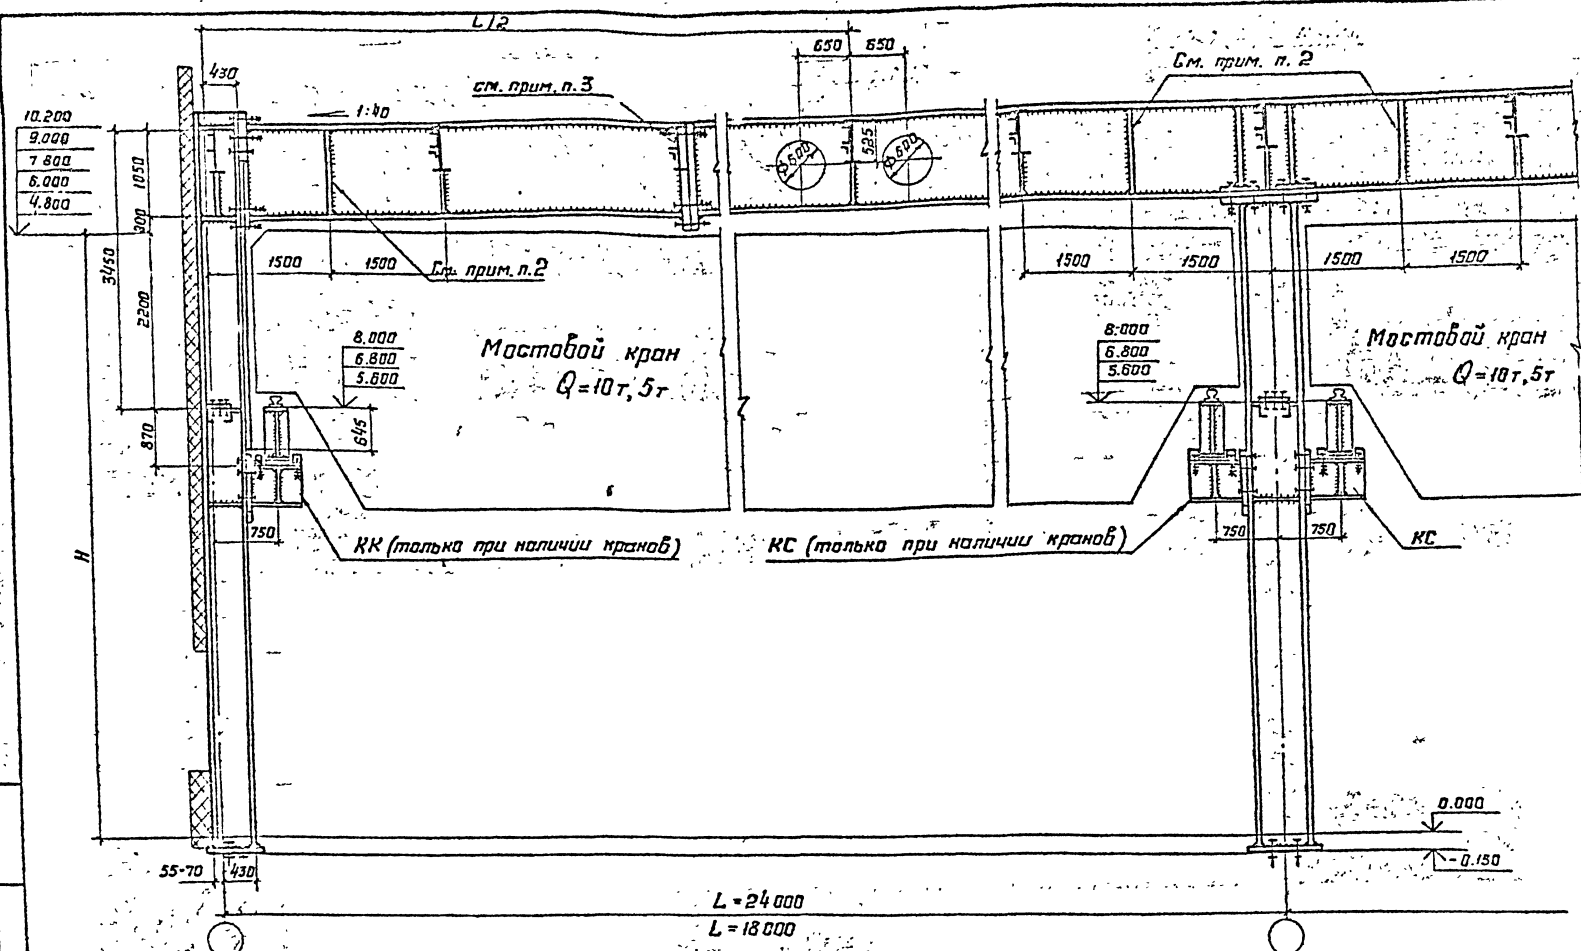 L/2
650 650
430
См. прим. п. 2
см. прим. п. 3
1:40
10.200
9.000
7.800
6.000
4.800
1050
300
3450
2200
870
525
ϕ600
ϕ600
1500 1500
См. прим. п. 2
1500 1500 1500 1500
8.000
6.800
5.600
645
Мостовой кран
Q=10т, 5т
8.000
6.800
5.600
Мостовой кран
Q=10т, 5т
750
КК (только при наличии кранов)
КС (только при наличии кранов)
750 750
КС
H
0.000
-0.150
55-70 430
L=24000
L=18000